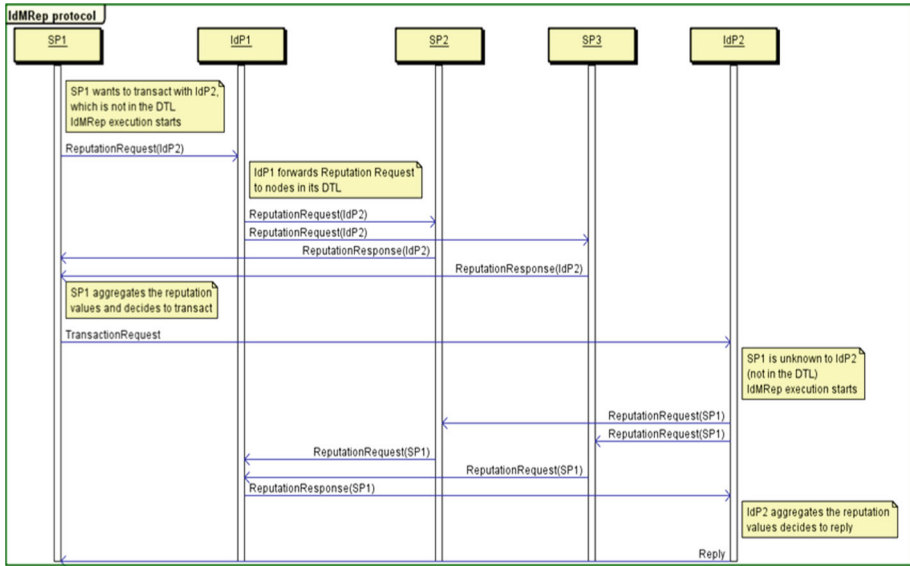 IdMRep protocol
SP1
IdP1
SP2
SP3
IdP2
SP1 wants to transact with IdP2,
which is not in the DTL
IdMRep execution starts
ReputationRequest(IdP2)
IdP1 forwards Reputation Request
to nodes in its DTL
ReputationRequest(IdP2)
ReputationRequest(IdP2)
ReputationResponse(IdP2)
ReputationResponse(IdP2)
SP1 aggregates the reputation
values and decides to transact
TransactionRequest
SP1 is unknown to IdP2
(not in the DTL)
IdMRep execution starts
ReputationRequest(SP1)
ReputationRequest(SP1)
ReputationRequest(SP1)
ReputationRequest(SP1)
ReputationResponse(SP1)
IdP2 aggregates the reputation
values decides to reply
Reply